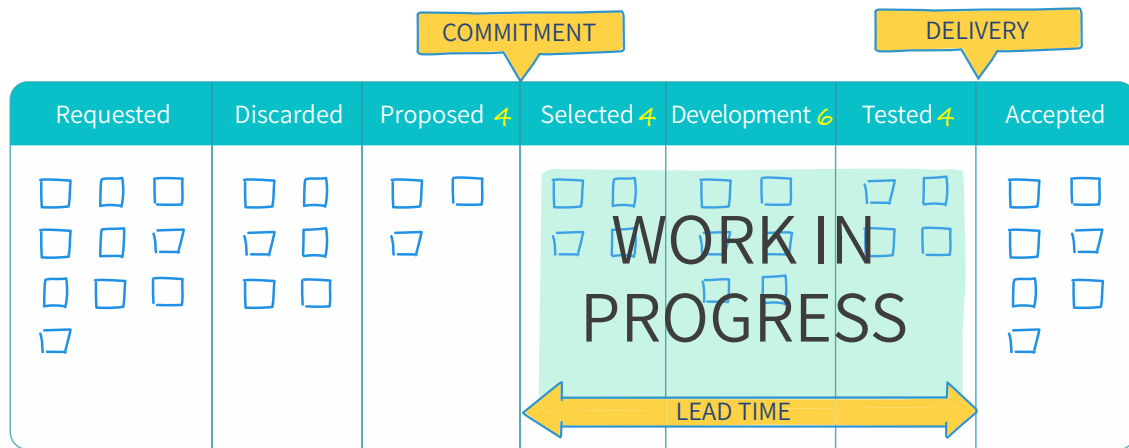 COMMITMENT
DELIVERY
Requested
Discarded
Proposed 4
Selected 4
Development 6
Tested 4
Accepted
WORK IN
PROGRESS
LEAD TIME